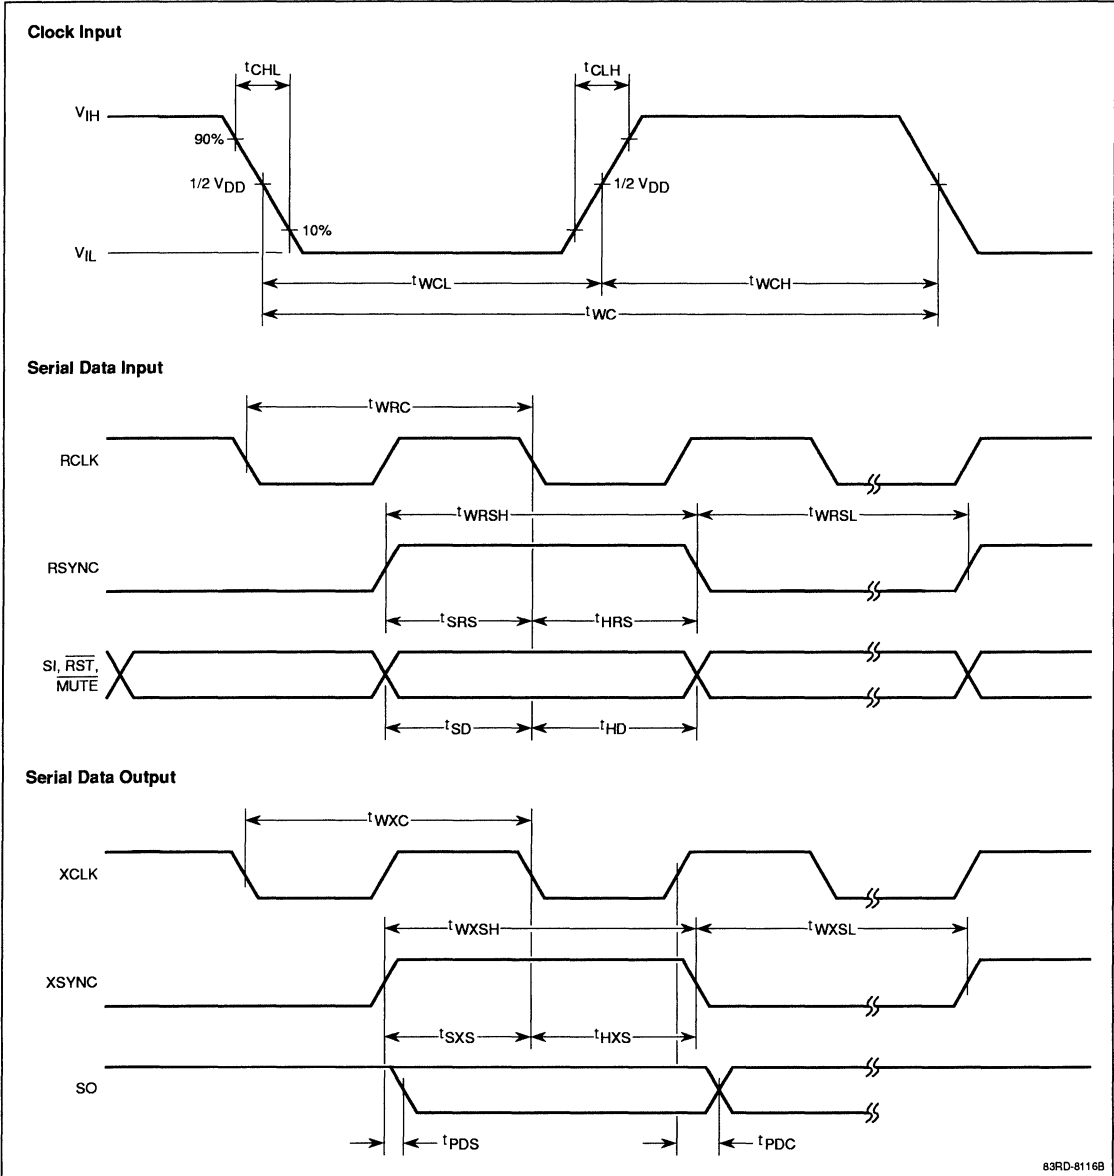 Clock Input
tCHL
tCLH
VIH
90%
1/2 VDD
1/2 VDD
10%
VIL
tWCL
tWCH
tWC
Serial Data Input
tWRC
RCLK
tWRSH
tWRSL
RSYNC
tSRS
tHRS
SI, RST,
MUTE
tSD
tHD
Serial Data Output
tWXC
XCLK
tWXSH
tWXSL
XSYNC
tSXS
tHXS
SO
tPDS
tPDC
83RD-8116B